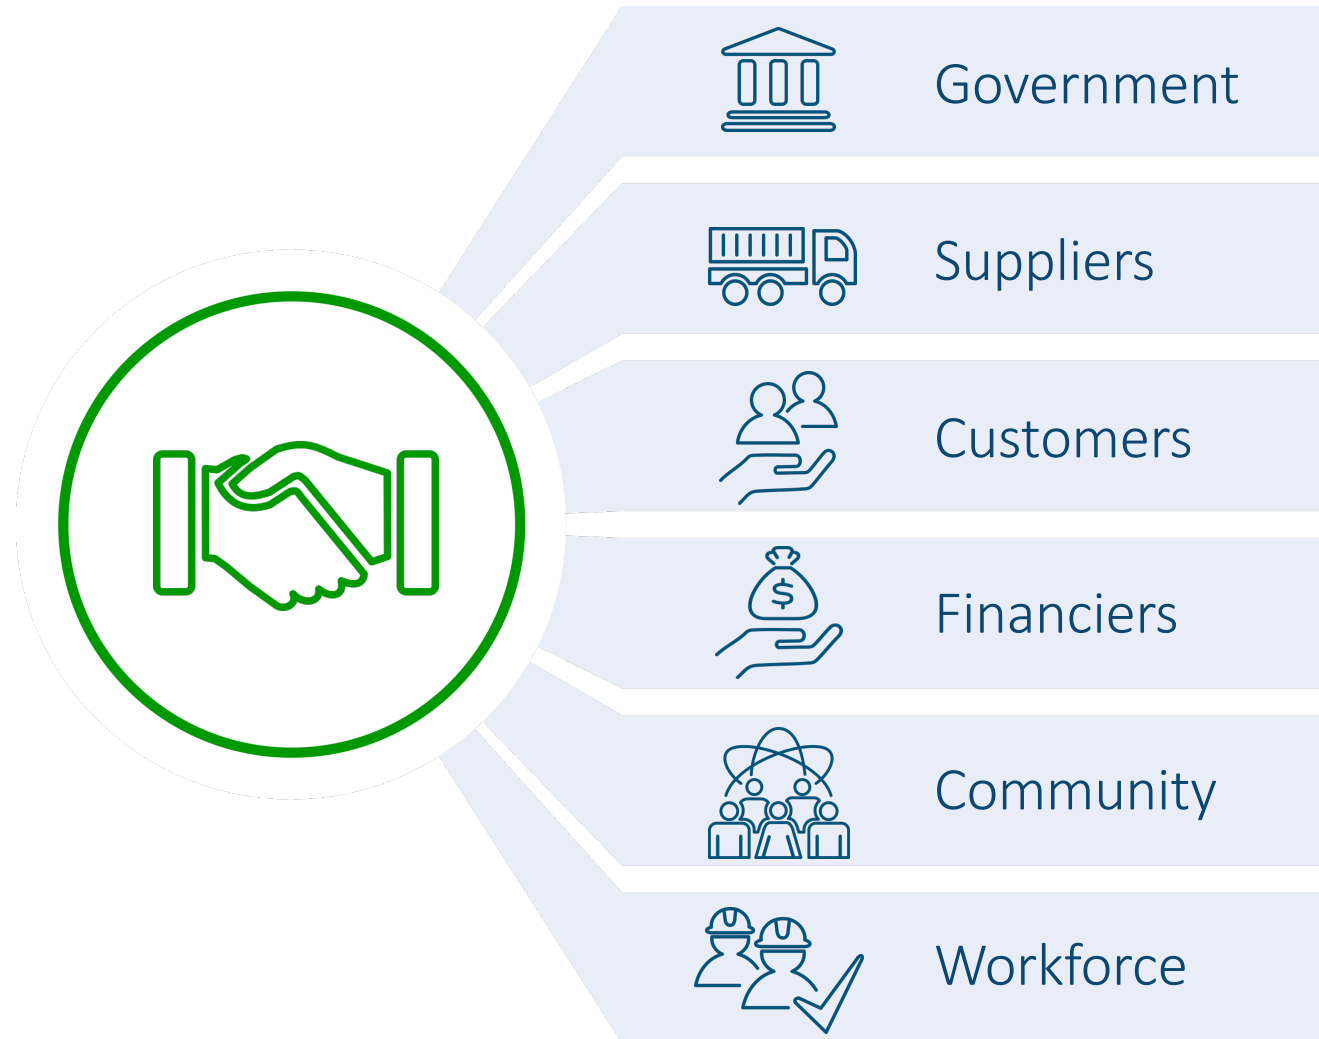 Government
Suppliers
Customers
$
Financiers
Community
Workforce